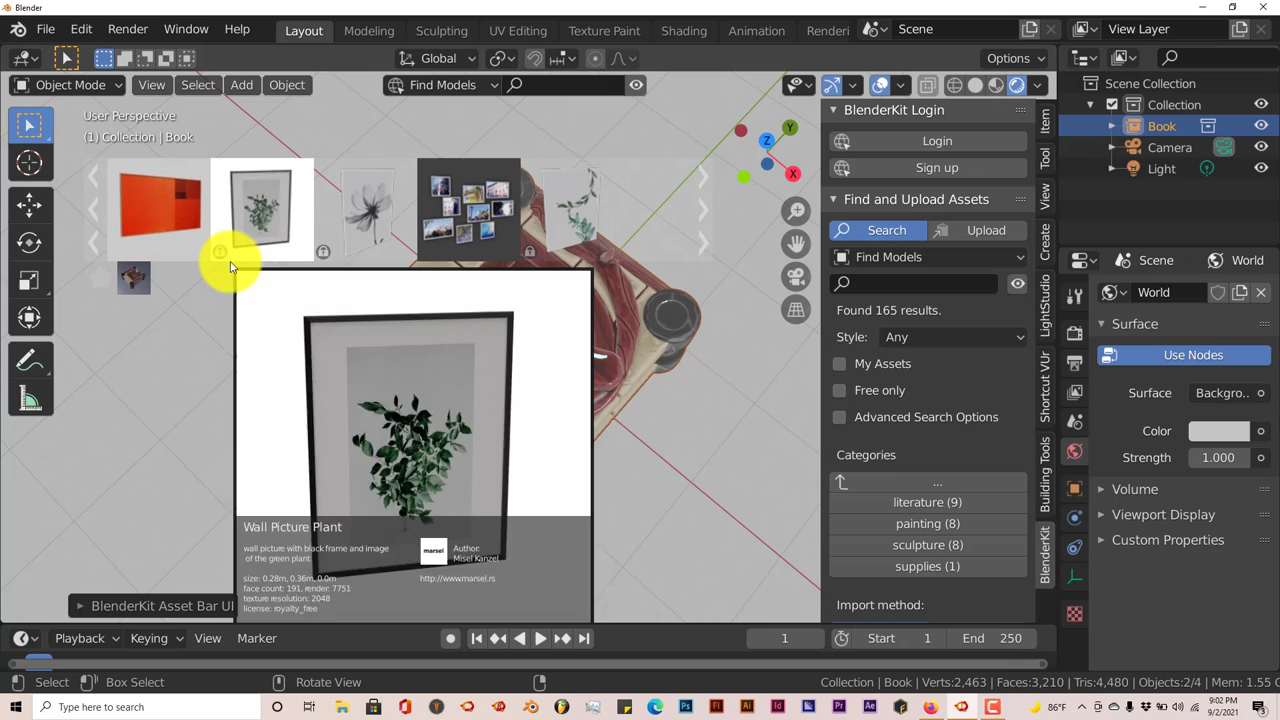 Blender
File Edit Render Window Help Layout Modeling Sculpting UV Editing Texture Paint Shading Animation Renderi Scene View Layer
Global Options
Object Mode View Select Add Object Find Models
User Perspective
(1) Collection | Book
Y
Z
X
Wall Picture Plant
wall picture with black frame and image
of the green plant
marsel
Author:
Misel Kanzel
size: 0.28m, 0.36m, 0.0m
face count: 191, render: 7751
texture resolution: 2048
license: royalty_free
http://www.marsel.rs
BlenderKit Asset Bar UI
BlenderKit Login
Login
Sign up
Find and Upload Assets
Search Upload
Find Models
Found 165 results.
Style: Any
My Assets
Free only
Advanced Search Options
Categories
...
literature (9)
painting (8)
sculpture (8)
supplies (1)
Import method:
Item
Tool
View
Create
LightStudio
Shortcut VUr
Building Tools
BlenderKit
Scene Collection
Collection
Book
Camera
Light
Scene World
World
Surface
Use Nodes
Surface Backgro..
Color
Strength 1.000
Volume
Viewport Display
Custom Properties
Playback Keying View Marker 1 Start 1 End 250
Select Box Select Rotate View Collection | Book | Verts:2,463 | Faces:3,210 | Tris:4,480 | Objects:2/4 | Mem: 1.55 G
Type here to search
86°F
9:02 PM
9/2/2021